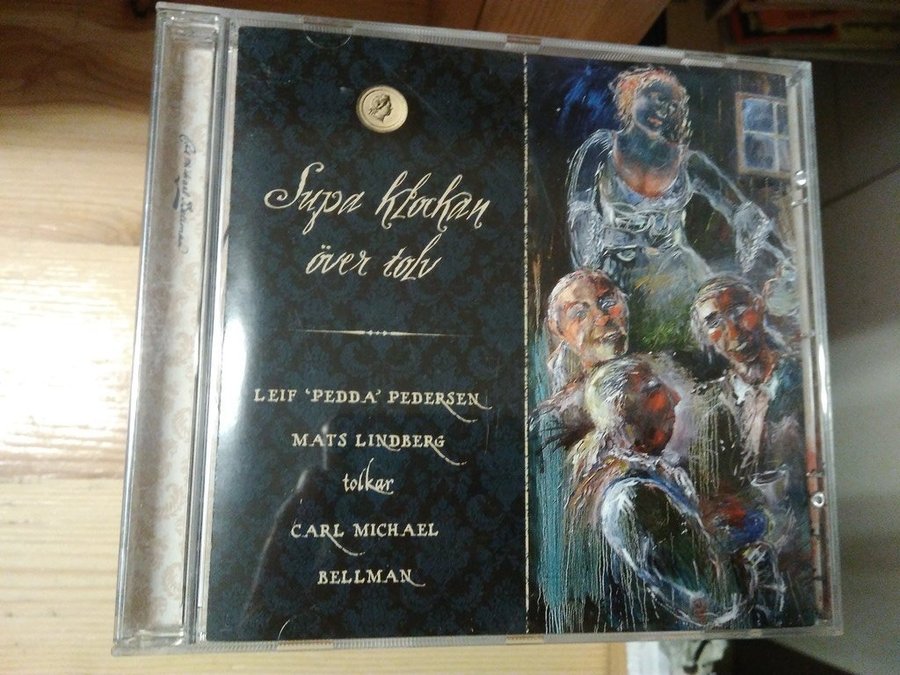 Supa klockan
över tolv
LEIF ‘PEDDA’ PEDERSEN
MATS LINDBERG
tolkar
CARL MICHAEL
BELLMAN